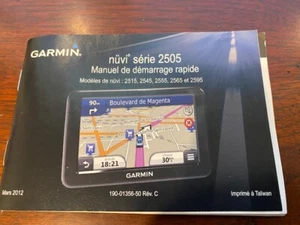 GARMIN.
nüvi® série 2505
Manuel de démarrage rapide
Modèles de nüvi : 2515, 2545, 2555, 2565 et 2595
90m
Boulevard de Magenta
18:21
30
GARMIN
Mars 2012
190-01356-50 Rév. C
Imprimé à Taïwan